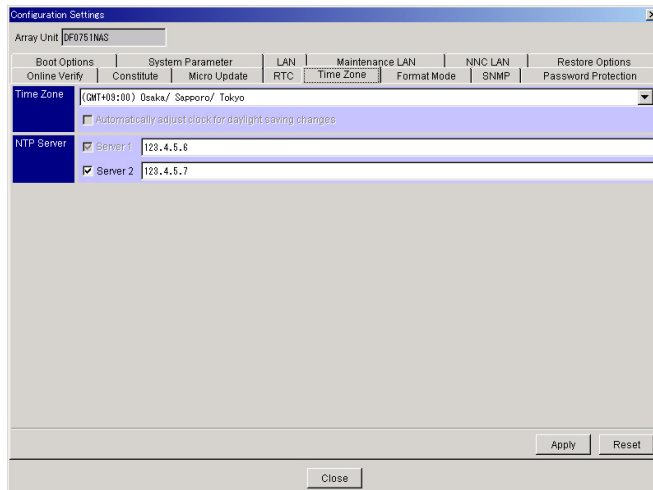 Configuration Settings
Array Unit DF0751NAS
Boot Options System Parameter LAN Maintenance LAN NNC LAN Restore Options
Online Verify Constitute Micro Update RTC Time Zone Format Mode SNMP Password Protection
Time Zone (GMT+09:00) Osaka/ Sapporo/ Tokyo
Automatically adjust clock for daylight saving changes
NTP Server Server 1 123.4.5.6
Server 2 123.4.5.7
Apply Reset
Close